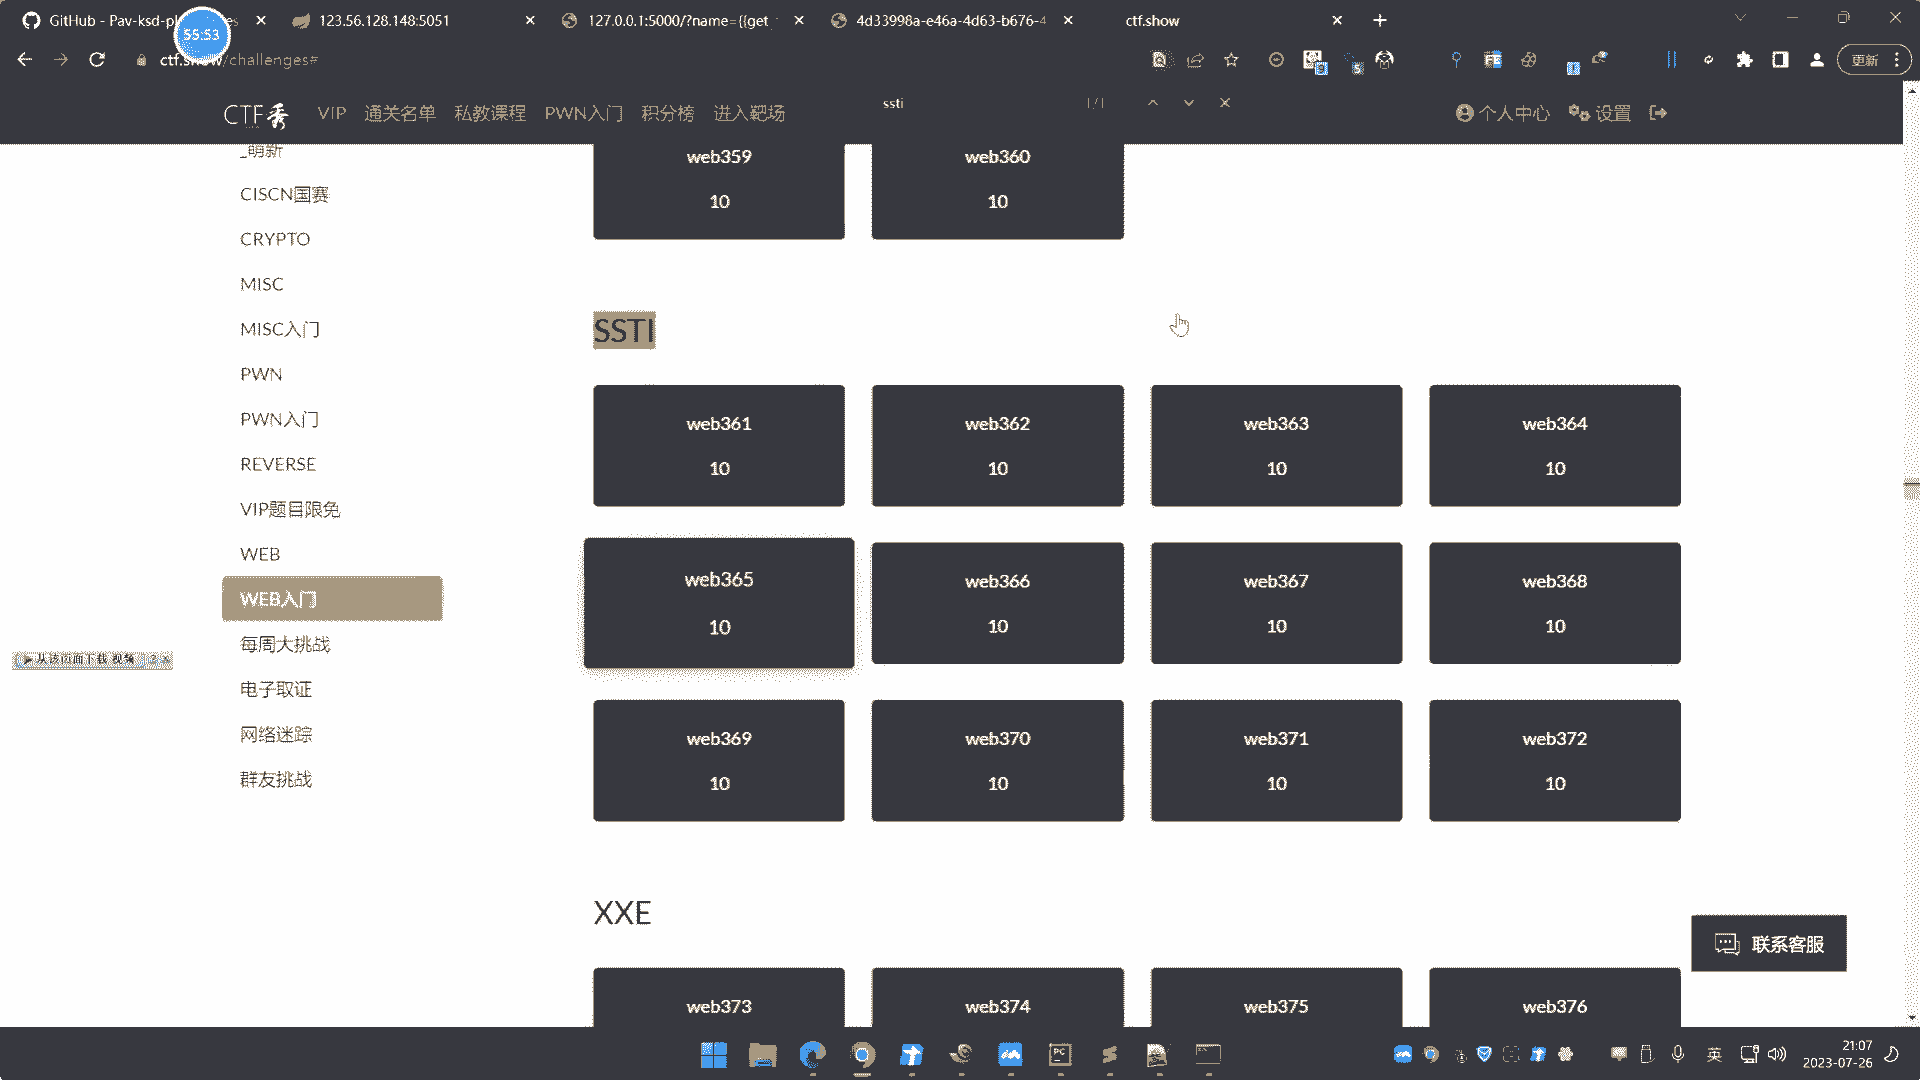 GitHub - Pav-ksd-pl
es
123.56.128.148:5051
127.0.0.1:5000/?name={{get_
4d33998a-e46a-4d63-b676-4
ctf.show
55:53
ctf.show/challenges#
更新
CTF秀
VIP
通关名单
私教课程
PWN入门
积分榜
进入靶场
ssti
1/1
个人中心
设置
_萌新
CISCN国赛
CRYPTO
MISC
MISC入门
PWN
PWN入门
REVERSE
VIP题目限免
WEB
WEB入门
每周大挑战
电子取证
网络迷踪
群友挑战
从该页面下载 视频
web359
10
web360
10
SSTI
web361
10
web362
10
web363
10
web364
10
web365
10
web366
10
web367
10
web368
10
web369
10
web370
10
web371
10
web372
10
XXE
web373
web374
web375
web376
联系客服
英
21:07
2023-07-26